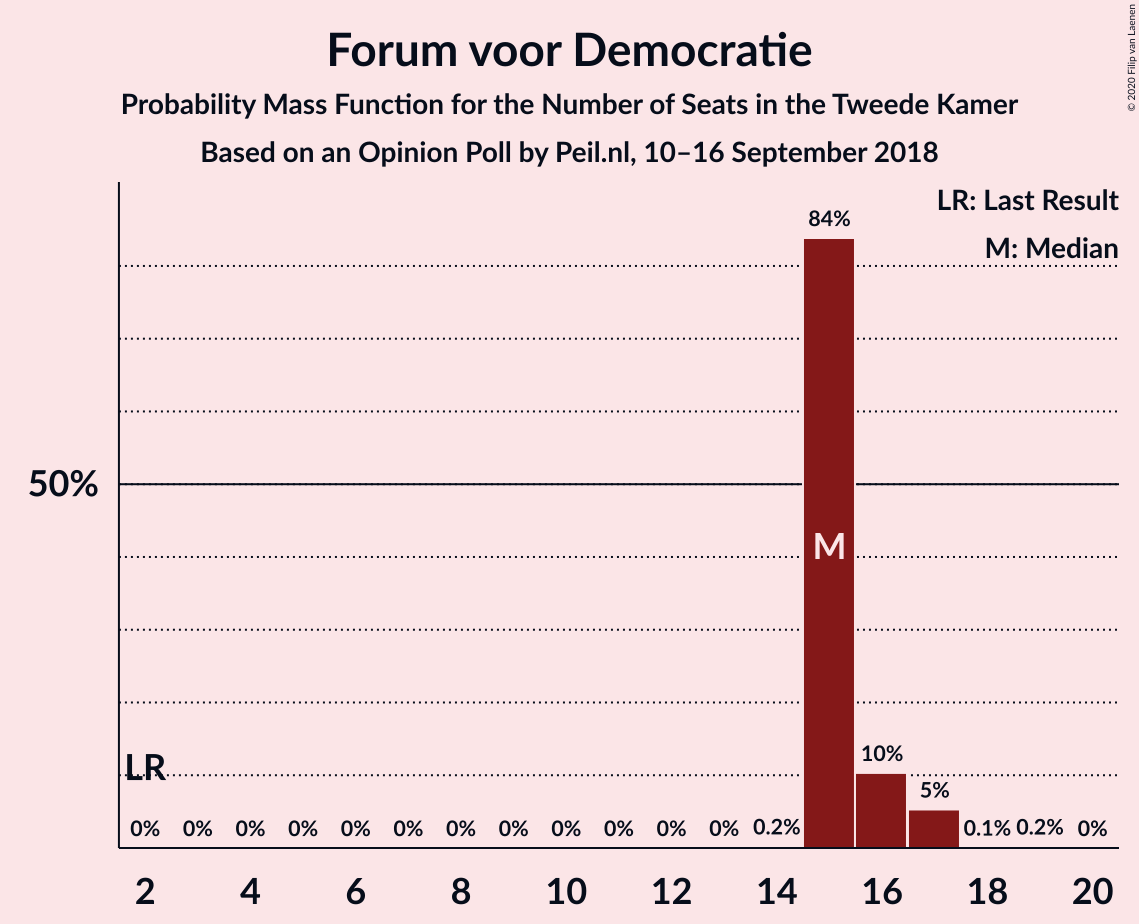 Forum voor Democratie
Probability Mass Function for the Number of Seats in the Tweede Kamer
Based on an Opinion Poll by Peil.nl, 10–16 September 2018
© 2020 Filip van Laenen
LR: Last Result
M: Median
84%
50%
M
LR
10%
5%
0% 0% 0% 0% 0% 0% 0% 0% 0% 0% 0% 0% 0.2% 0.1% 0.2% 0%
2 4 6 8 10 12 14 16 18 20